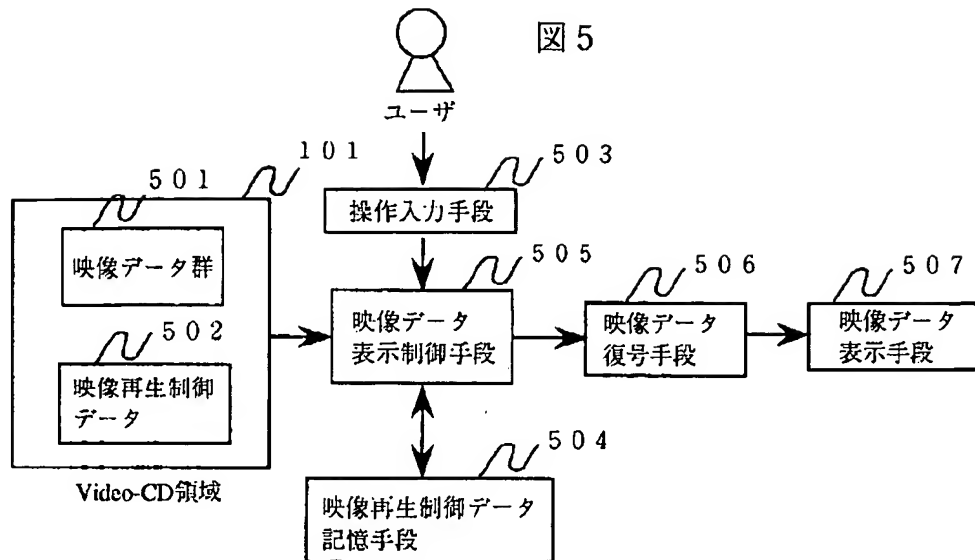 図5
ユーザ
101
501
503
操作入力手段
映像データ群
505
506
507
502
映像データ
表示制御手段
映像データ
復号手段
映像データ
表示手段
映像再生制御
データ
504
Video-CD領域
映像再生制御データ
記憶手段